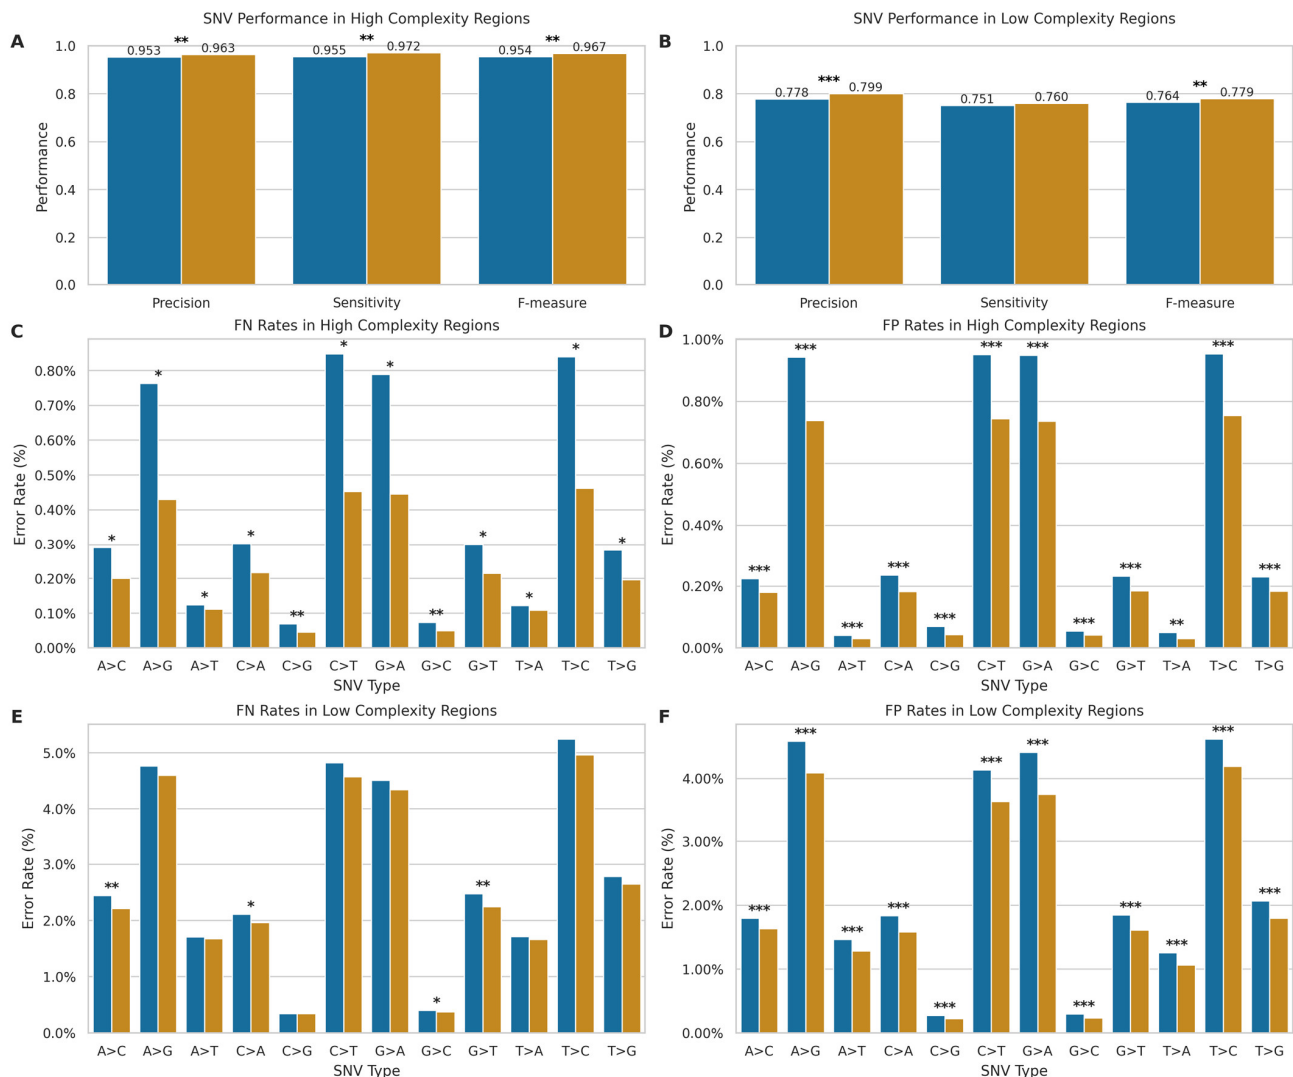 SNV Performance in High Complexity Regions
A
1.0
0.8
0.6
0.4
0.2
0.0
Performance
0.953 ** 0.963
0.955 ** 0.972
0.954 ** 0.967
Precision Sensitivity F-measure
SNV Performance in Low Complexity Regions
B
1.0
0.8
0.6
0.4
0.2
0.0
Performance
0.778 *** 0.799
0.751 0.760
0.764 ** 0.779
Precision Sensitivity F-measure
C
FN Rates in High Complexity Regions
0.80%
0.70%
0.60%
0.50%
0.40%
0.30%
0.20%
0.10%
0.00%
Error Rate (%)
* * * * ** * * ** * * * *
A>C A>G A>T C>A C>G C>T G>A G>C G>T T>A T>C T>G
SNV Type
D
FP Rates in High Complexity Regions
1.00%
0.80%
0.60%
0.40%
0.20%
0.00%
Error Rate (%)
*** *** *** *** *** *** *** *** *** ** *** ***
A>C A>G A>T C>A C>G C>T G>A G>C G>T T>A T>C T>G
SNV Type
E
FN Rates in Low Complexity Regions
5.0%
4.0%
3.0%
2.0%
1.0%
0.0%
Error Rate (%)
** * * **
A>C A>G A>T C>A C>G C>T G>A G>C G>T T>A T>C T>G
SNV Type
F
FP Rates in Low Complexity Regions
4.00%
3.00%
2.00%
1.00%
0.00%
Error Rate (%)
*** *** *** *** *** *** *** *** *** *** *** ***
A>C A>G A>T C>A C>G C>T G>A G>C G>T T>A T>C T>G
SNV Type